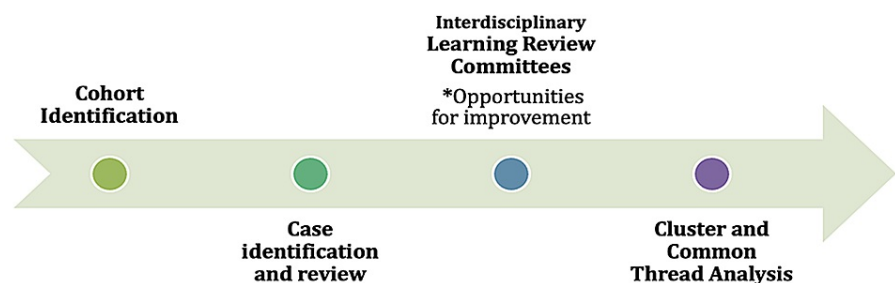 Cohort
Identification
Case
identification
and review
Interdisciplinary
Learning Review
Committees
*Opportunities
for improvement
Cluster and
Common
Thread Analysis